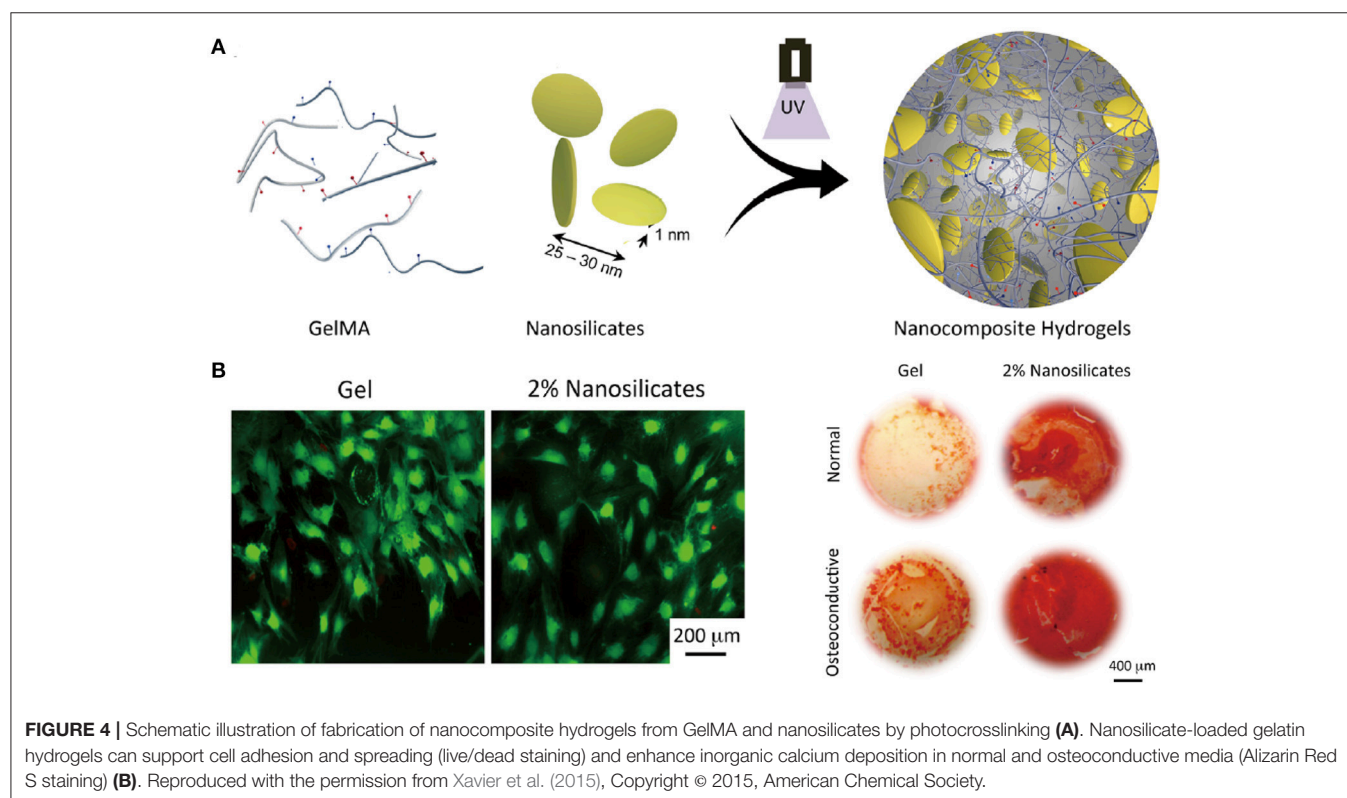 A
UV
1 nm
25 – 30 nm
GelMA
Nanosilicates
Nanocomposite Hydrogels
B
Gel
2% Nanosilicates
200 μm
Gel
2% Nanosilicates
Normal
Osteoconductive
400 μm
FIGURE 4 | Schematic illustration of fabrication of nanocomposite hydrogels from GelMA and nanosilicates by photocrosslinking (A). Nanosilicate-loaded gelatin
hydrogels can support cell adhesion and spreading (live/dead staining) and enhance inorganic calcium deposition in normal and osteoconductive media (Alizarin Red
S staining) (B). Reproduced with the permission from Xavier et al. (2015), Copyright © 2015, American Chemical Society.